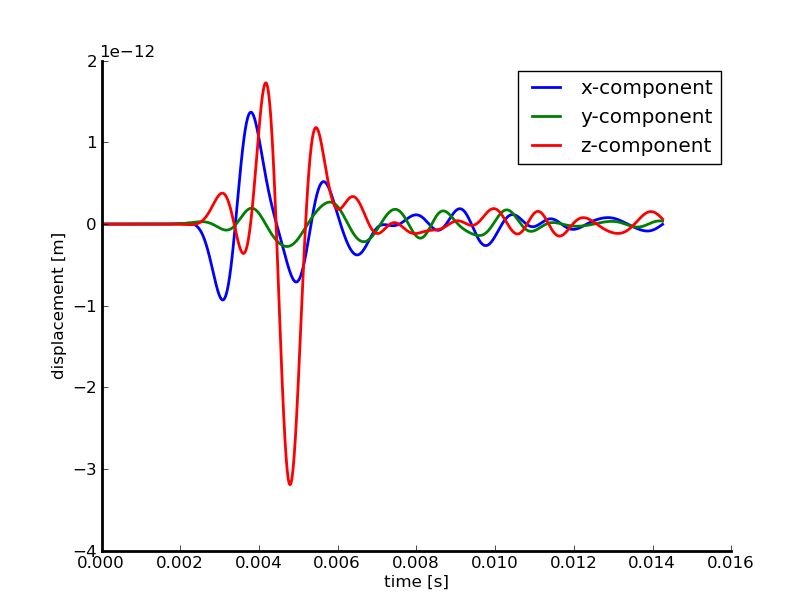 1e−12
2
1
0
−1
−2
−3
−4
displacement [m]
x-component
y-component
z-component
0.000 0.002 0.004 0.006 0.008 0.010 0.012 0.014 0.016
time [s]